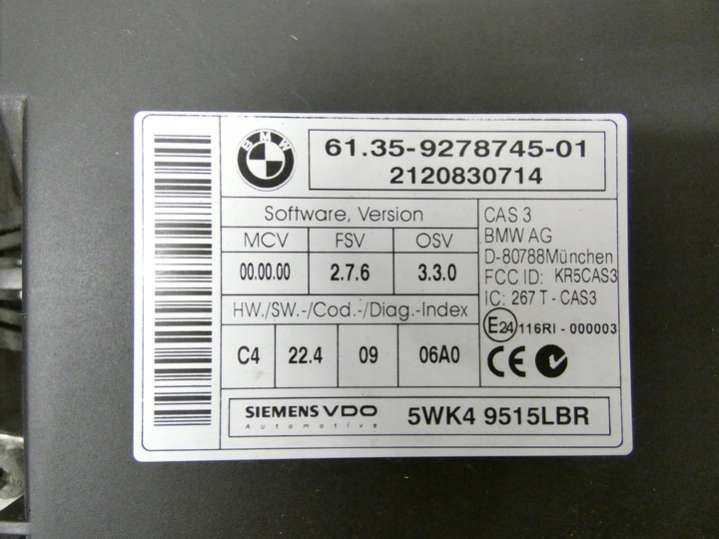 BMW
61.35-9278745-01
2120830714
Software, Version
MCV FSV OSV
00.00.00 2.7.6 3.3.0
HW./SW.-/Cod.-/Diag.-Index
C4 22.4 09 06A0
CAS 3
BMW AG
D-80788München
FCC ID: KR5CAS3
IC: 267 T - CAS3
E24 116RI - 000003
CE
SIEMENS VDO
Automotive
5WK4 9515LBR